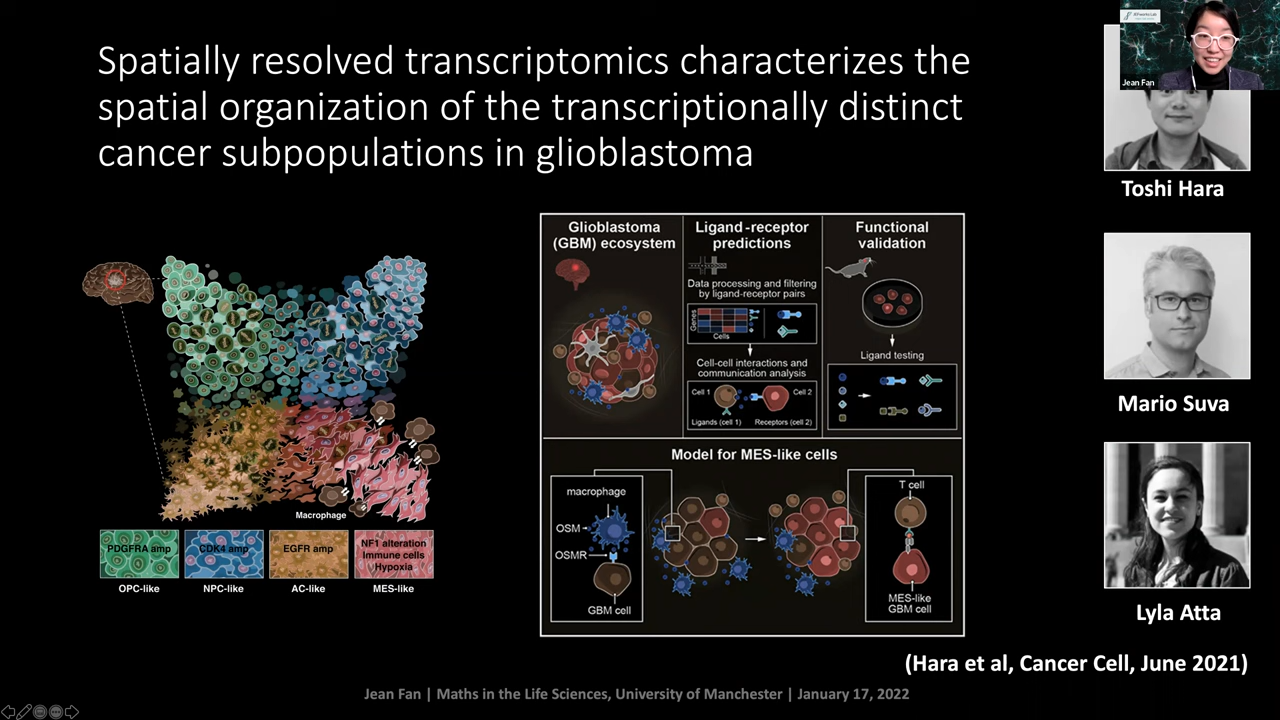 Spatially resolved transcriptomics characterizes the
spatial organization of the transcriptionally distinct
cancer subpopulations in glioblastoma
Jean Fan
Toshi Hara
Mario Suva
Lyla Atta
Macrophage
PDGFRA amp
CDK4 amp
EGFR amp
NF1 alteration
Immune cells
Hypoxia
OPC-like
NPC-like
AC-like
MES-like
Glioblastoma
(GBM) ecosystem
Ligand-receptor
predictions
Data processing and filtering
by ligand-receptor pairs
Genes
Cells
Cell-cell interactions and
communication analysis
Cell 1
Cell 2
Ligands (cell 1)
Receptors (cell 2)
Functional
validation
Ligand testing
Model for MES-like cells
macrophage
OSM
OSMR
GBM cell
T cell
MES-like
GBM cell
(Hara et al, Cancer Cell, June 2021)
Jean Fan | Maths in the Life Sciences, University of Manchester | January 17, 2022